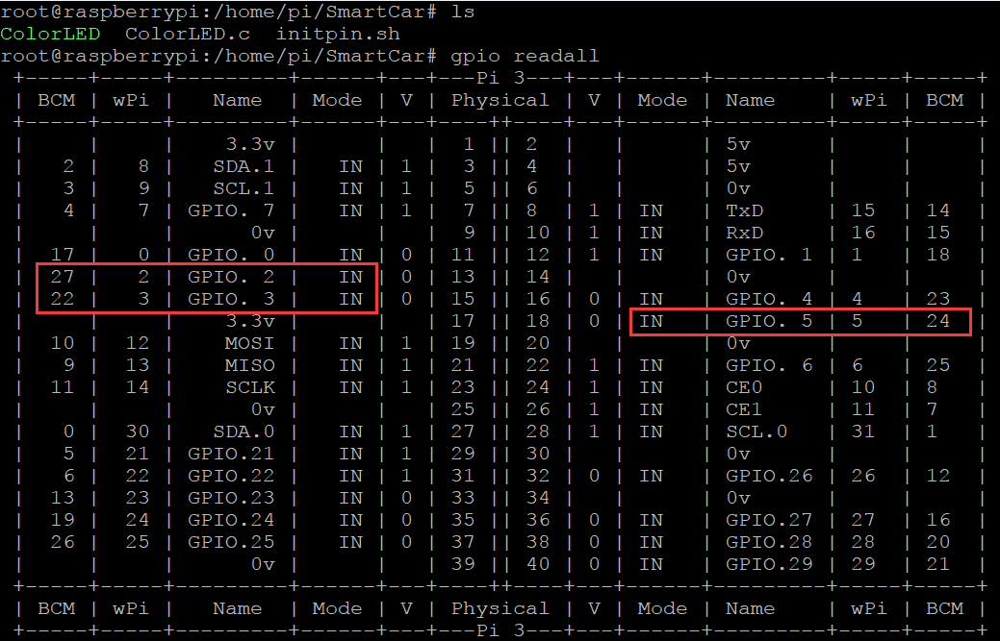 root@raspberrypi:/home/pi/SmartCar# ls
ColorLED  ColorLED.c  initpin.sh
root@raspberrypi:/home/pi/SmartCar# gpio readall
 +-----+-----+---------+------+---+---Pi 3---+---+------+---------+-----+-----+
 | BCM | wPi |   Name  | Mode | V | Physical | V | Mode | Name    | wPi | BCM |
 +-----+-----+---------+------+---+----++----+---+------+---------+-----+-----+
 |     |     |    3.3v |      |   |  1 || 2  |   |      | 5v      |     |     |
 |   2 |   8 |   SDA.1 |   IN | 1 |  3 || 4  |   |      | 5v      |     |     |
 |   3 |   9 |   SCL.1 |   IN | 1 |  5 || 6  |   |      | 0v      |     |     |
 |   4 |   7 | GPIO. 7 |   IN | 1 |  7 || 8  | 1 | IN   | TxD     | 15  | 14  |
 |     |     |      0v |      |   |  9 || 10 | 1 | IN   | RxD     | 16  | 15  |
 |  17 |   0 | GPIO. 0 |   IN | 0 | 11 || 12 | 1 | IN   | GPIO. 1 | 1   | 18  |
 |  27 |   2 | GPIO. 2 |   IN | 0 | 13 || 14 |   |      | 0v      |     |     |
 |  22 |   3 | GPIO. 3 |   IN | 0 | 15 || 16 | 0 | IN   | GPIO. 4 | 4   | 23  |
 |     |     |    3.3v |      |   | 17 || 18 | 0 | IN   | GPIO. 5 | 5   | 24  |
 |  10 |  12 |    MOSI |   IN | 1 | 19 || 20 |   |      | 0v      |     |     |
 |   9 |  13 |    MISO |   IN | 1 | 21 || 22 | 1 | IN   | GPIO. 6 | 6   | 25  |
 |  11 |  14 |    SCLK |   IN | 1 | 23 || 24 | 1 | IN   | CE0     | 10  | 8   |
 |     |     |      0v |      |   | 25 || 26 | 1 | IN   | CE1     | 11  | 7   |
 |   0 |  30 |   SDA.0 |   IN | 1 | 27 || 28 | 1 | IN   | SCL.0   | 31  | 1   |
 |   5 |  21 | GPIO.21 |   IN | 1 | 29 || 30 |   |      | 0v      |     |     |
 |   6 |  22 | GPIO.22 |   IN | 1 | 31 || 32 | 0 | IN   | GPIO.26 | 26  | 12  |
 |  13 |  23 | GPIO.23 |   IN | 0 | 33 || 34 |   |      | 0v      |     |     |
 |  19 |  24 | GPIO.24 |   IN | 0 | 35 || 36 | 0 | IN   | GPIO.27 | 27  | 16  |
 |  26 |  25 | GPIO.25 |   IN | 0 | 37 || 38 | 0 | IN   | GPIO.28 | 28  | 20  |
 |     |     |      0v |      |   | 39 || 40 | 0 | IN   | GPIO.29 | 29  | 21  |
 +-----+-----+---------+------+---+----++----+---+------+---------+-----+-----+
 | BCM | wPi |   Name  | Mode | V | Physical | V | Mode | Name    | wPi | BCM |
 +-----+-----+---------+------+---+---Pi 3---+---+------+---------+-----+-----+